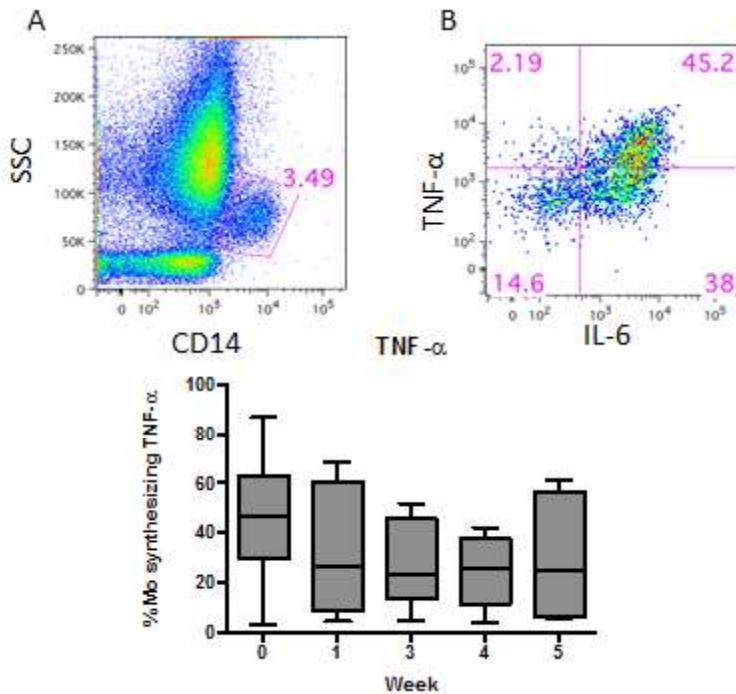 A
SSC
250K
200K
150K
100K
50K
0
3.49
0 10² 10³ 10⁴ 10⁵
CD14
B
TNF-α
10⁵
10⁴
10³
10²
0
2.19 45.2
14.6 38
0 10² 10³ 10⁴ 10⁵
IL-6
TNF-α
%Mo synthesizing TNF-α
100
80
60
40
20
0
0 1 3 4 5
Week